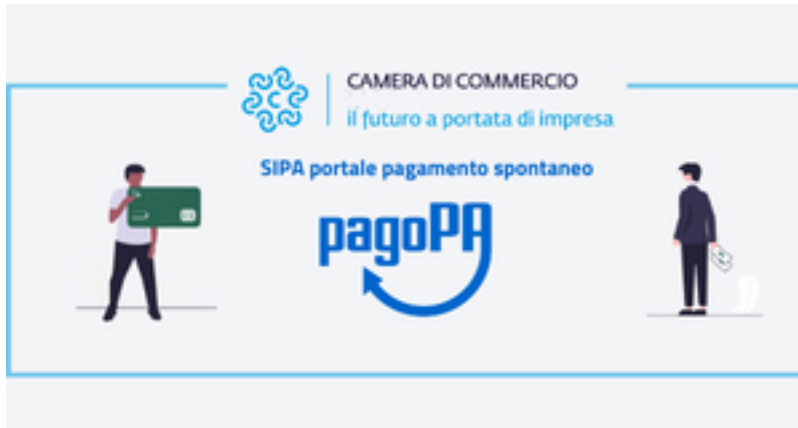 CAMERA DI COMMERCIO
il futuro a portata di impresa
SIPA portale pagamento spontaneo
pagoPA